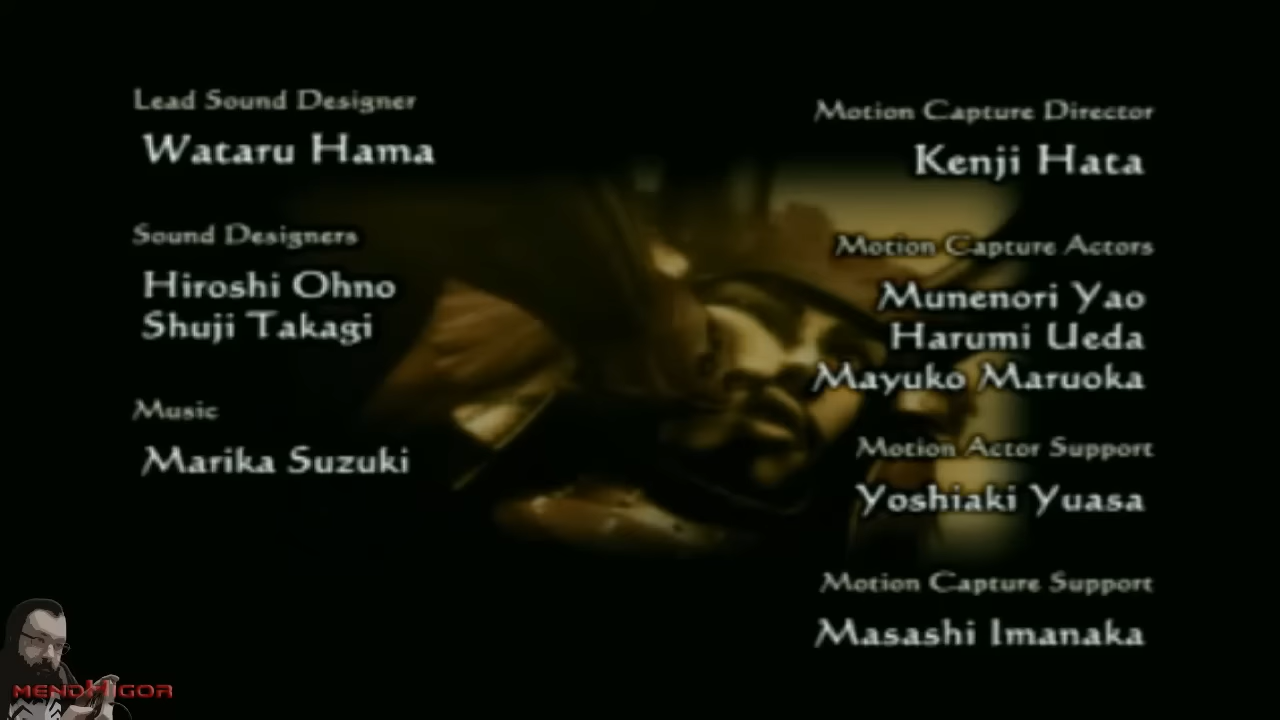 Lead Sound Designer
Wataru Hama
Sound Designers
Hiroshi Ohno
Shuji Takagi
Music
Marika Suzuki
Motion Capture Director
Kenji Hata
Motion Capture Actors
Munenori Yao
Harumi Ueda
Mayuko Maruoka
Motion Actor Support
Yoshiaki Yuasa
Motion Capture Support
Masashi Imanaka
MENDHIGOR